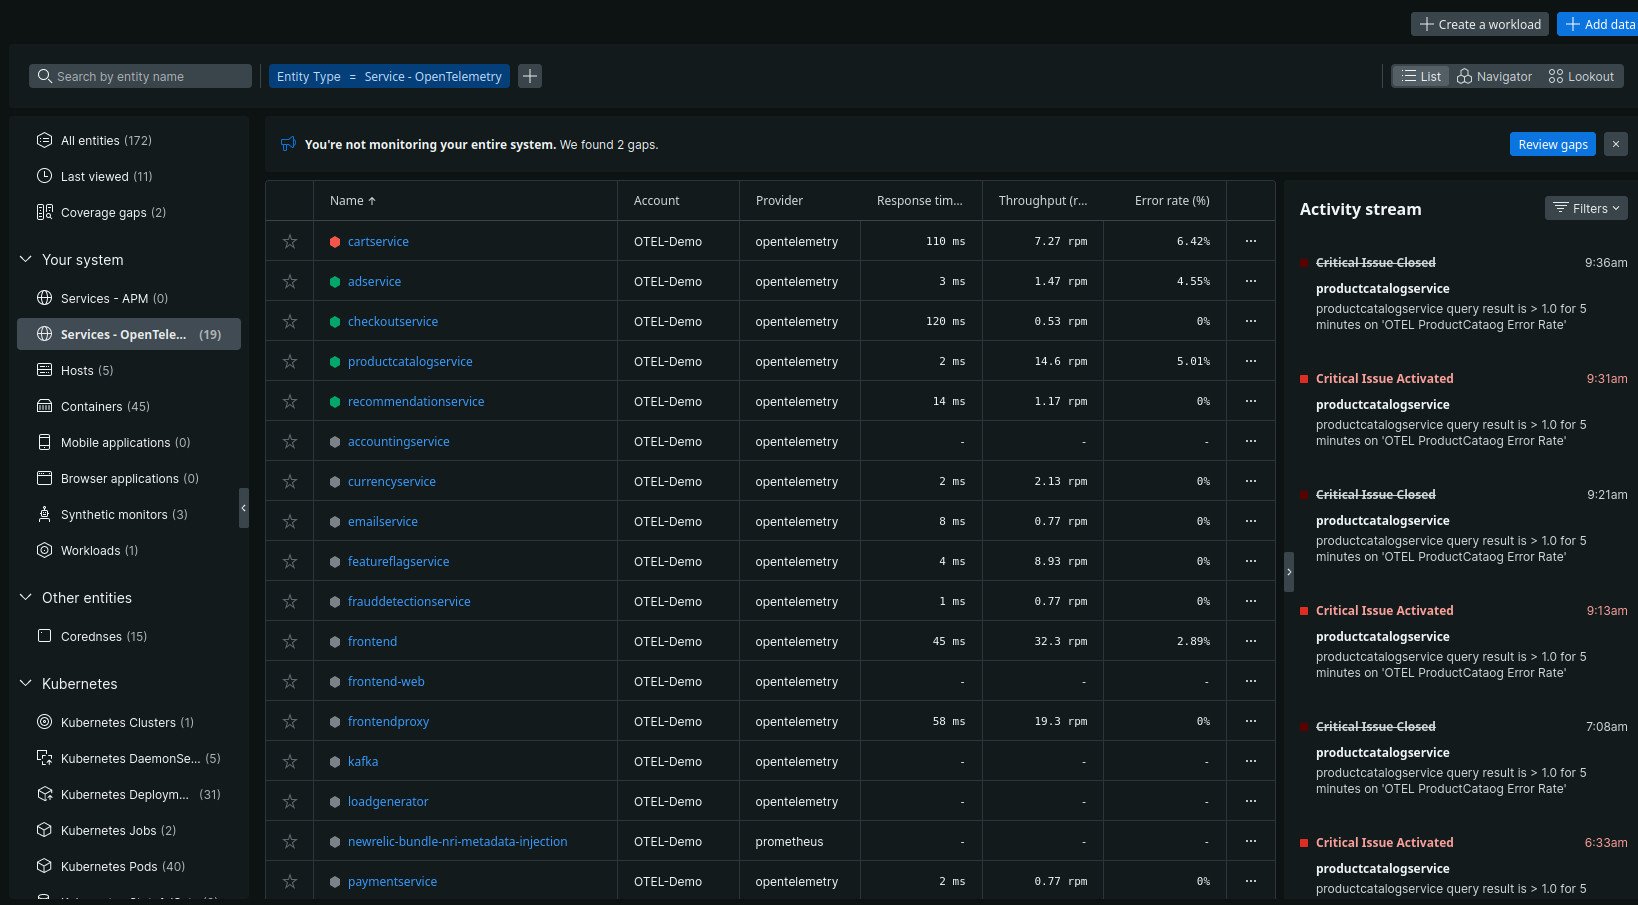 Create a workload
Add data
Search by entity name
Entity Type = Service - OpenTelemetry
List
Navigator
Lookout
All entities (172)
Last viewed (11)
Coverage gaps (2)
Your system
Services - APM (0)
Services - OpenTele... (19)
Hosts (5)
Containers (45)
Mobile applications (0)
Browser applications (0)
Synthetic monitors (3)
Workloads (1)
Other entities
Corednses (15)
Kubernetes
Kubernetes Clusters (1)
Kubernetes DaemonSe... (5)
Kubernetes Deploym... (31)
Kubernetes Jobs (2)
Kubernetes Pods (40)
You're not monitoring your entire system. We found 2 gaps.
Review gaps
Name Account Provider Response tim... Throughput (r... Error rate (%)
cartservice OTEL-Demo opentelemetry 110 ms 7.27 rpm 6.42% ...
adservice OTEL-Demo opentelemetry 3 ms 1.47 rpm 4.55% ...
checkoutservice OTEL-Demo opentelemetry 120 ms 0.53 rpm 0% ...
productcatalogservice OTEL-Demo opentelemetry 2 ms 14.6 rpm 5.01% ...
recommendationservice OTEL-Demo opentelemetry 14 ms 1.17 rpm 0% ...
accountingservice OTEL-Demo opentelemetry - - - ...
currencyservice OTEL-Demo opentelemetry 2 ms 2.13 rpm 0% ...
emailservice OTEL-Demo opentelemetry 8 ms 0.77 rpm 0% ...
featureflagservice OTEL-Demo opentelemetry 4 ms 8.93 rpm 0% ...
frauddetectionservice OTEL-Demo opentelemetry 1 ms 0.77 rpm 0% ...
frontend OTEL-Demo opentelemetry 45 ms 32.3 rpm 2.89% ...
frontend-web OTEL-Demo opentelemetry - - - ...
frontendproxy OTEL-Demo opentelemetry 58 ms 19.3 rpm 0% ...
kafka OTEL-Demo opentelemetry - - - ...
loadgenerator OTEL-Demo opentelemetry - - - ...
newrelic-bundle-nri-metadata-injection OTEL-Demo prometheus - - - ...
paymentservice OTEL-Demo opentelemetry 2 ms 0.77 rpm 0% ...
Activity stream
Filters
Critical Issue Closed 9:36am
productcatalogservice
productcatalogservice query result is > 1.0 for 5
minutes on 'OTEL ProductCataog Error Rate'
Critical Issue Activated 9:31am
productcatalogservice
productcatalogservice query result is > 1.0 for 5
minutes on 'OTEL ProductCataog Error Rate'
Critical Issue Closed 9:21am
productcatalogservice
productcatalogservice query result is > 1.0 for 5
minutes on 'OTEL ProductCataog Error Rate'
Critical Issue Activated 9:13am
productcatalogservice
productcatalogservice query result is > 1.0 for 5
minutes on 'OTEL ProductCataog Error Rate'
Critical Issue Closed 7:08am
productcatalogservice
productcatalogservice query result is > 1.0 for 5
minutes on 'OTEL ProductCataog Error Rate'
Critical Issue Activated 6:33am
productcatalogservice
productcatalogservice query result is > 1.0 for 5